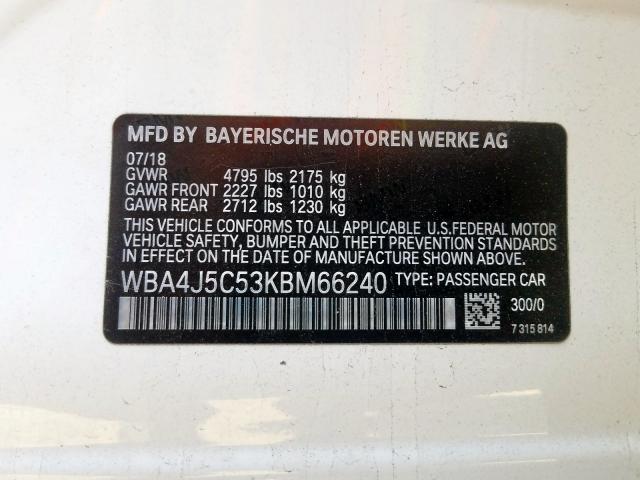 MFD BY BAYERISCHE MOTOREN WERKE AG
07/18
GVWR 4795 lbs 2175 kg
GAWR FRONT 2227 lbs 1010 kg
GAWR REAR 2712 lbs 1230 kg
THIS VEHICLE CONFORMS TO ALL APPLICABLE U.S.FEDERAL MOTOR
VEHICLE SAFETY, BUMPER AND THEFT PREVENTION STANDARDS
IN EFFECT ON THE DATE OF MANUFACTURE SHOWN ABOVE.
WBA4J5C53KBM66240 TYPE: PASSENGER CAR
300/0
7 315 814